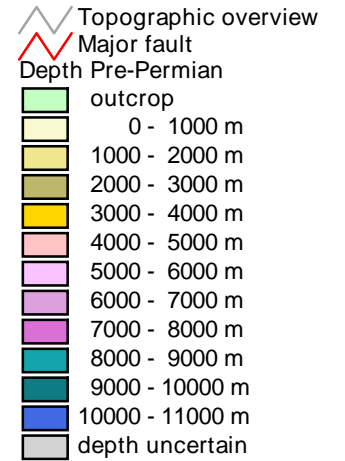 Topographic overview
Major fault
Depth Pre-Permian
outcrop
0 - 1000 m
1000 - 2000 m
2000 - 3000 m
3000 - 4000 m
4000 - 5000 m
5000 - 6000 m
6000 - 7000 m
7000 - 8000 m
8000 - 9000 m
9000 - 10000 m
10000 - 11000 m
depth uncertain